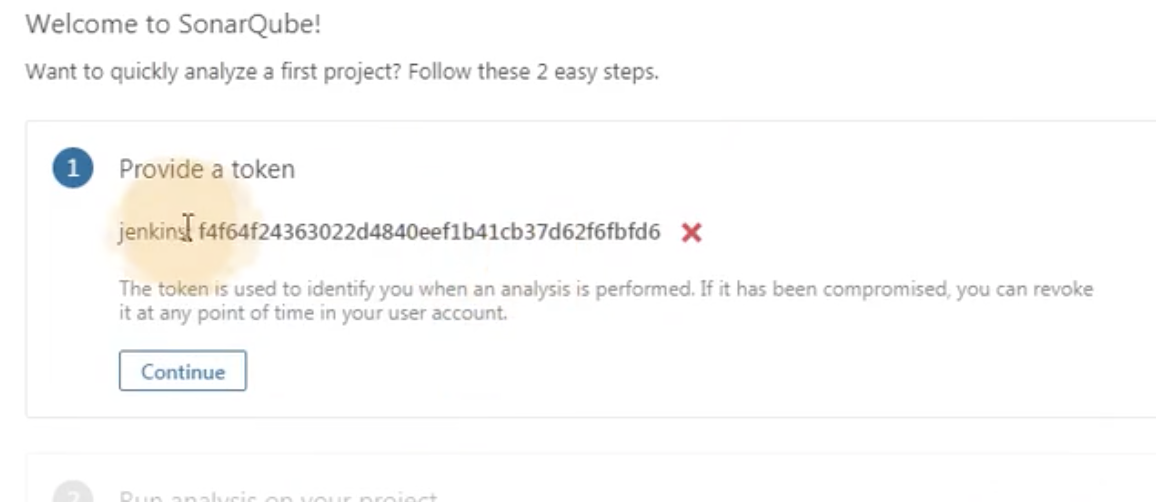 Welcome to SonarQube!
Want to quickly analyze a first project? Follow these 2 easy steps.
1 Provide a token
jenkins: f4f64f24363022d4840eef1b41cb37d62f6fbfd6
The token is used to identify you when an analysis is performed. If it has been compromised, you can revoke
it at any point of time in your user account.
Continue
2 Run analysis on your project